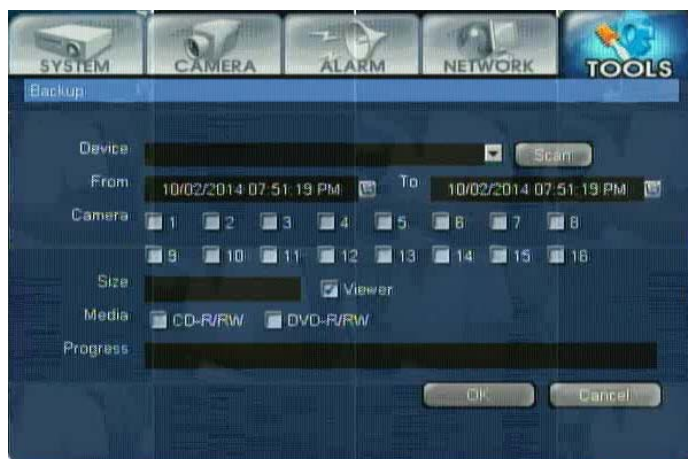 SYSTEM CAMERA ALARM NETWORK TOOLS
Backup
Device Scan
From 10/02/2014 07:51:19 PM To 10/02/2014 07:51:19 PM
Camera 1 2 3 4 5 6 7 8
9 10 11 12 13 14 15 16
Size Viewer
Media CD-R/RW DVD-R/RW
Progress
OK Cancel